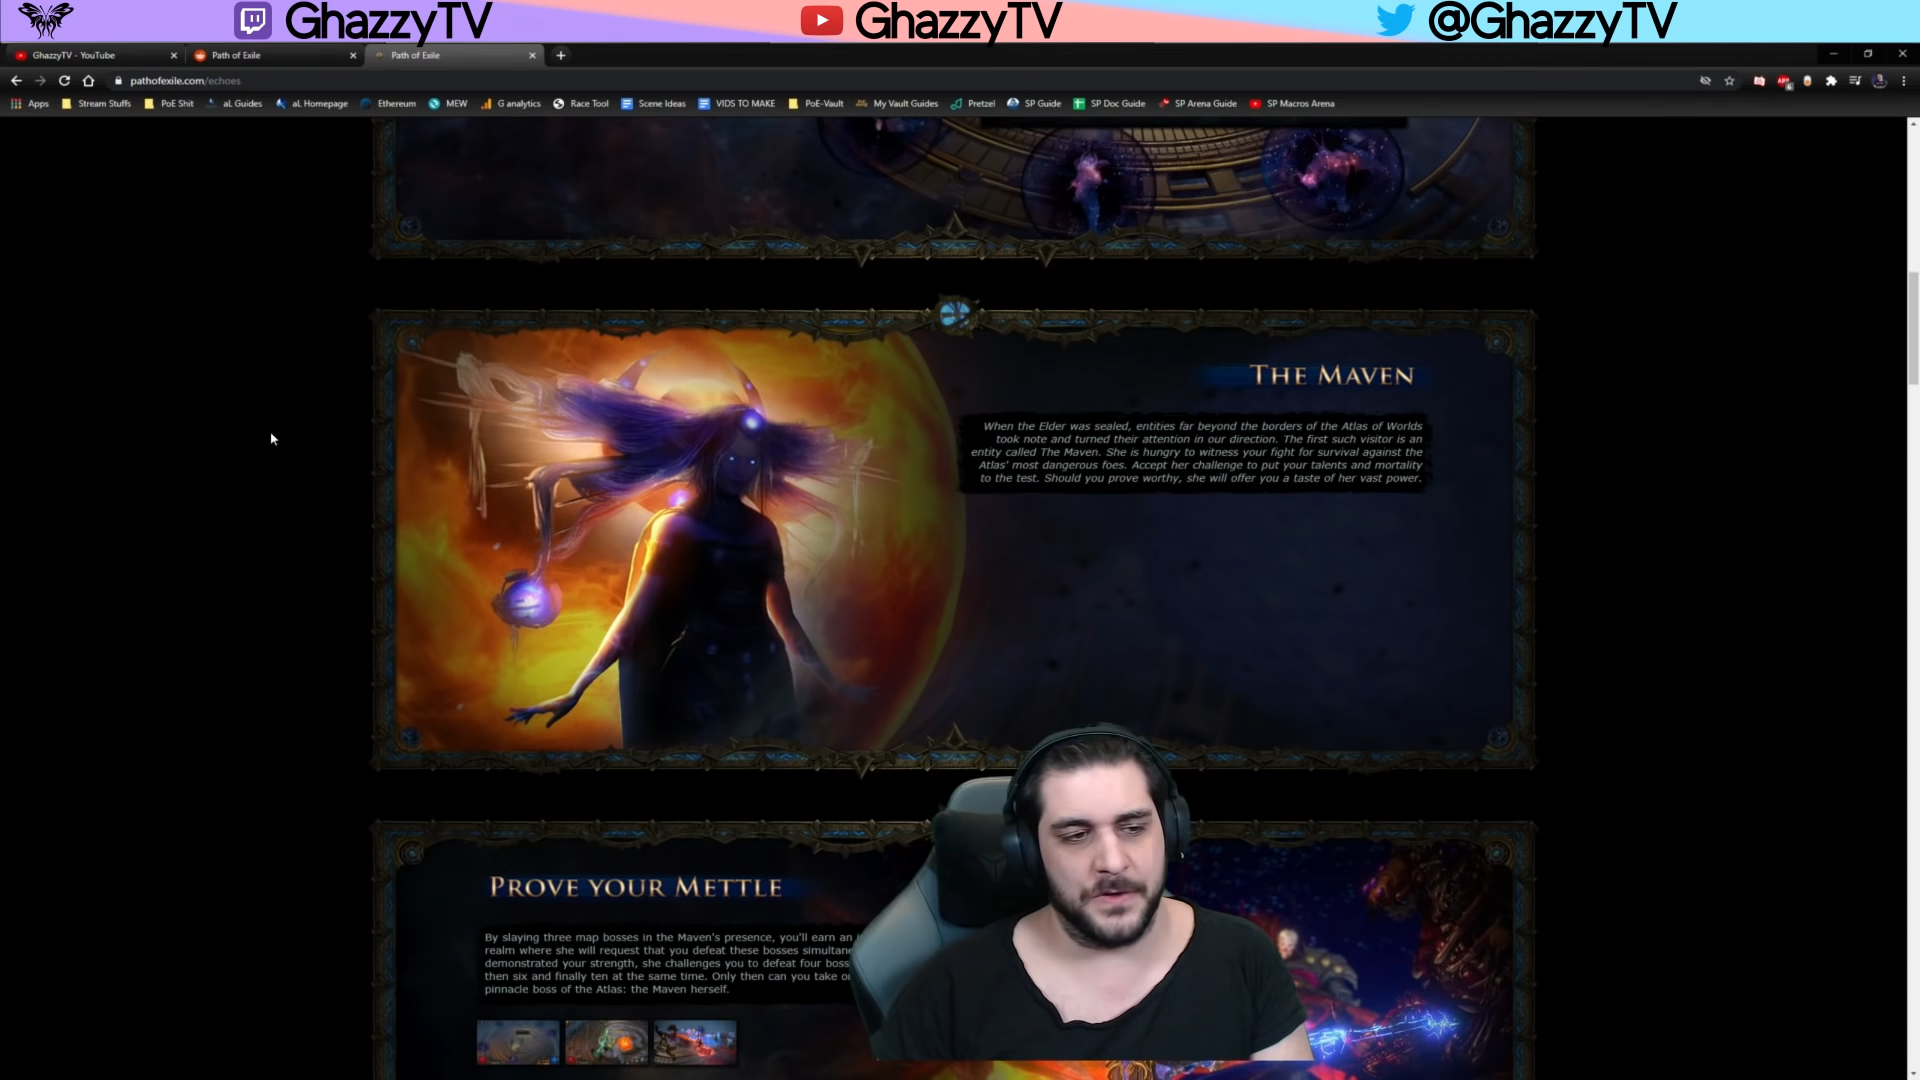 GhazzyTV GhazzyTV @GhazzyTV
GhazzyTV - YouTube Path of Exile Path of Exile
pathofexile.com/echoes
Apps Stream Stuffs PoE Shit aL Guides aL Homepage Ethereum MEW G analytics Race Tool Scene Ideas VIDS TO MAKE PoE-Vault My Vault Guides Pretzel SP Guide SP Doc Guide SP Arena Guide SP Macros Arena
The Maven
When the Elder was sealed, entities far beyond the borders of the Atlas of Worlds
took note and turned their attention in our direction. The first such visitor is an
entity called The Maven. She is hungry to witness your fight for survival against the
Atlas' most dangerous foes. Accept her challenge to put your talents and mortality
to the test. Should you prove worthy, she will offer you a taste of her vast power.
Prove your Mettle
By slaying three map bosses in the Maven's presence, you'll earn an
realm where she will request that you defeat these bosses
demonstrated your strength, she challenges you to defeat four
then six and finally ten at the same time. Only then can you take
pinnacle boss of the Atlas: the Maven herself.